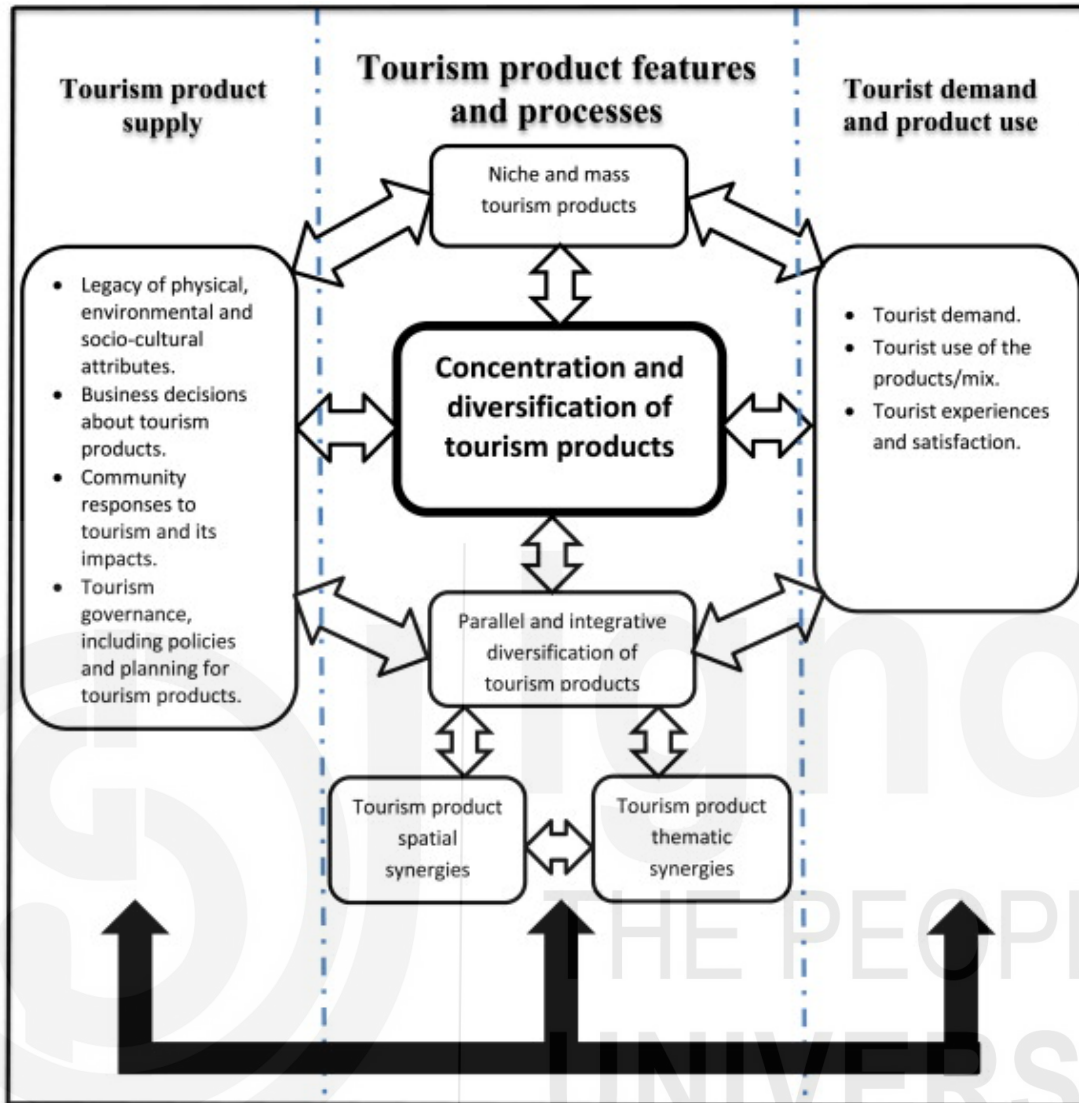 Tourism product
supply
Tourism product features
and processes
Tourist demand
and product use
Niche and mass
tourism products
• Legacy of physical,
environmental and
socio-cultural
attributes.
• Business decisions
about tourism
products.
• Community
responses to
tourism and its
impacts.
• Tourism
governance,
including policies
and planning for
tourism products.
Concentration and
diversification of
tourism products
• Tourist demand.
• Tourist use of the
products/mix.
• Tourist experiences
and satisfaction.
Parallel and integrative
diversification of
tourism products
Tourism product
spatial
synergies
Tourism product
thematic
synergies
igno
THE PEOPL
UNIVERS